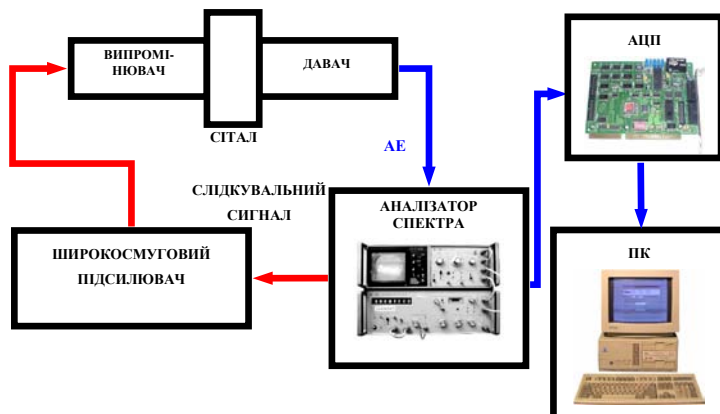 ВИПРОМІ-
НЮВАЧ
ДАВАЧ
АЦП
СІТАЛ
АЕ
СЛІДКУВАЛЬНИЙ
СИГНАЛ
АНАЛІЗАТОР
СПЕКТРА
ШИРОКОСМУГОВИЙ
ПІДСИЛЮВАЧ
ПК